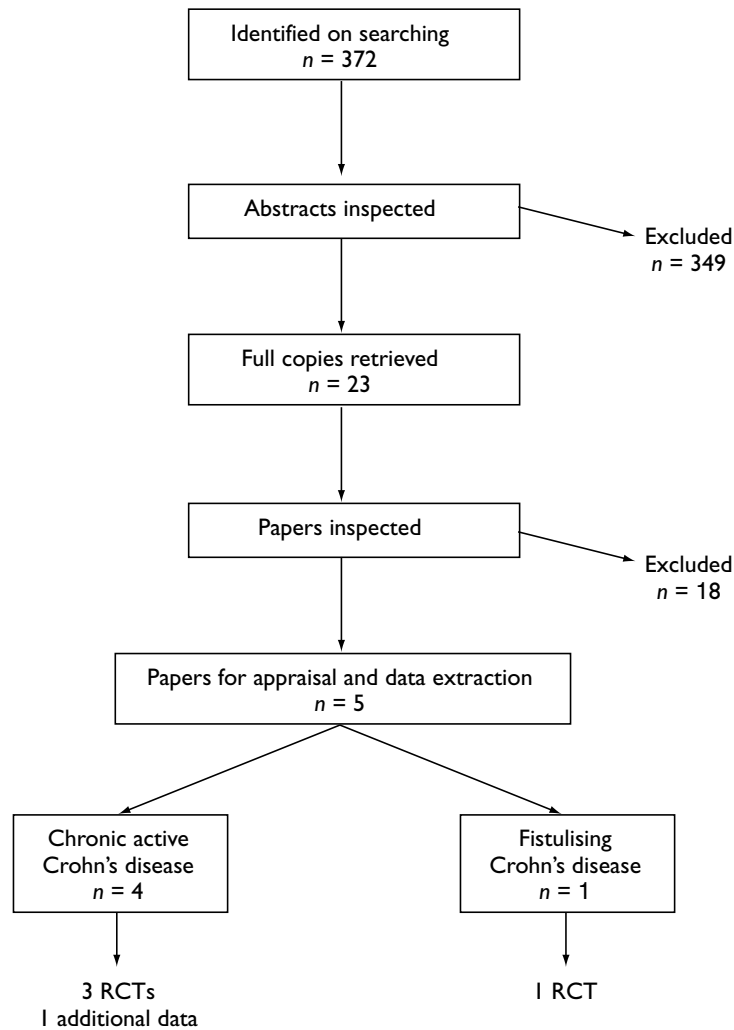 Identified on searching
n = 372
Abstracts inspected
Excluded
n = 349
Full copies retrieved
n = 23
Papers inspected
Excluded
n = 18
Papers for appraisal and data extraction
n = 5
Chronic active
Crohn's disease
n = 4
Fistulising
Crohn's disease
n = 1
3 RCTs
1 additional data
1 RCT